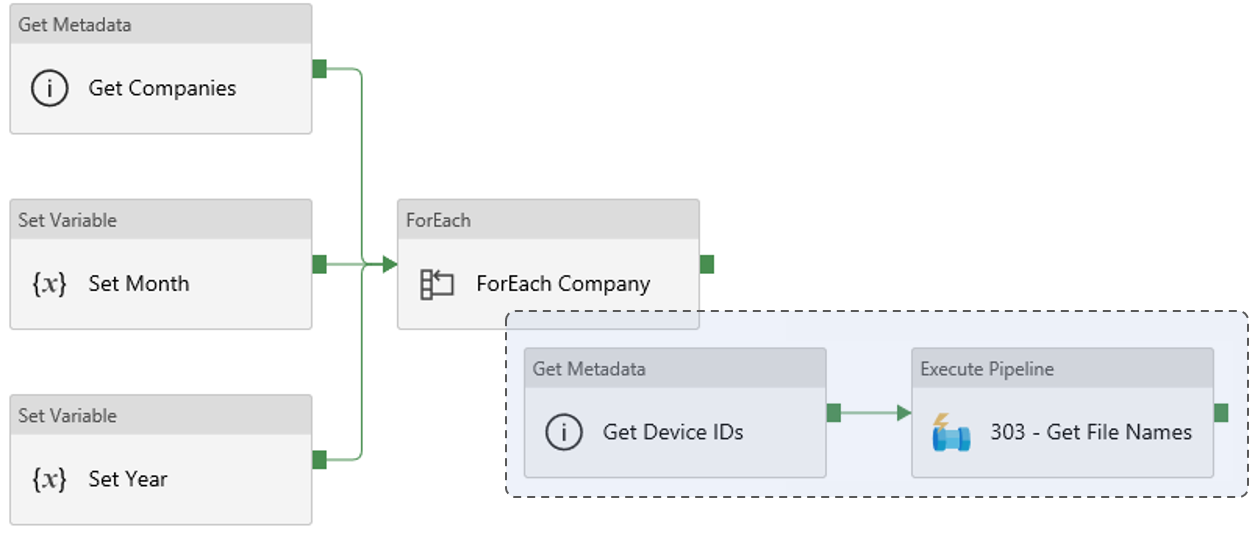 Get Metadata
Get Companies
Set Variable
{x} Set Month
Set Variable
{x} Set Year
ForEach
ForEach Company
Get Metadata
Get Device IDs
Execute Pipeline
303 - Get File Names